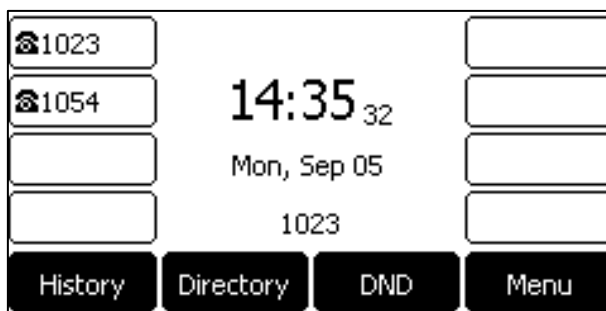 ☎1023
☎1054
14:35 32
Mon, Sep 05
1023
History Directory DND Menu